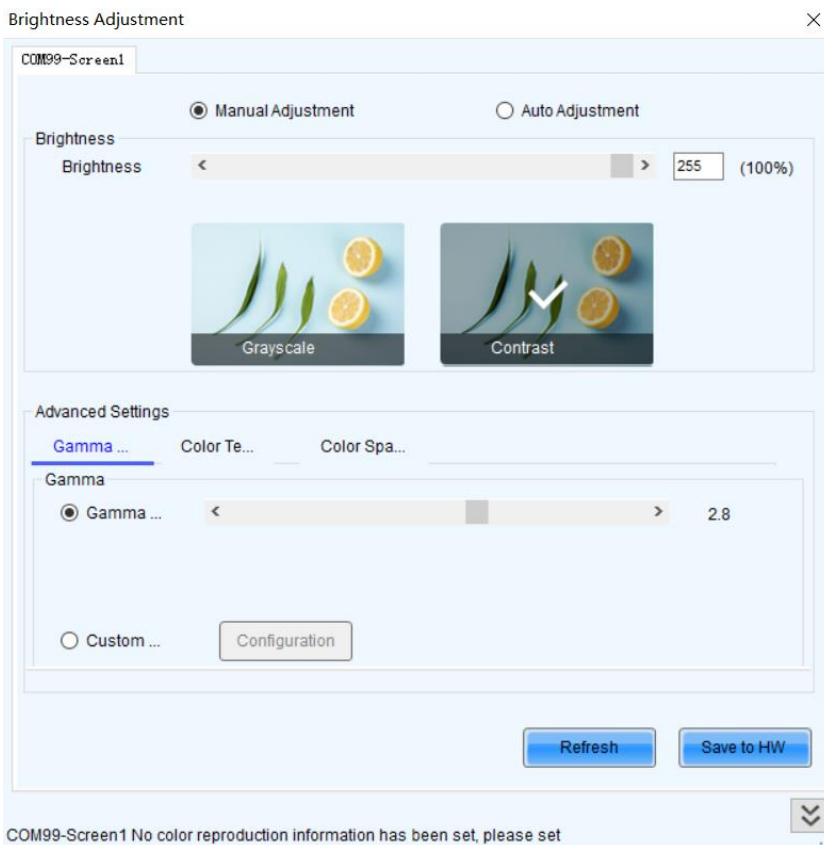 Brightness Adjustment
COM99-Screen1
Manual Adjustment Auto Adjustment
Brightness
Brightness 255 (100%)
Grayscale Contrast
Advanced Settings
Gamma ... Color Te... Color Spa...
Gamma
Gamma ... 2.8
Custom ... Configuration
Refresh Save to HW
COM99-Screen1 No color reproduction information has been set, please set